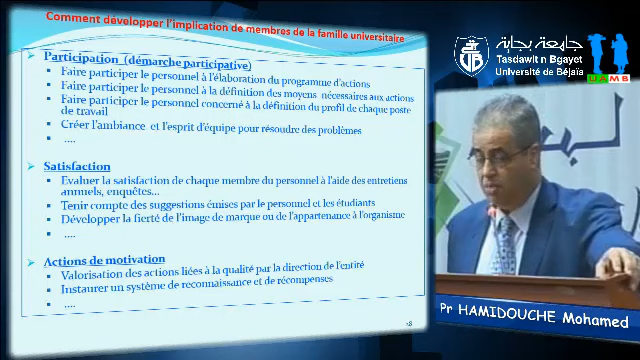 Comment développer l'implication de membres de la famille universitaire
Participation (démarche participative)
Faire participer le personnel à l'élaboration du programme d'actions
Faire participer le personnel à la définition des moyens nécessaires aux actions
Faire participer le personnel concerné à la définition du profil de chaque poste
de travail
Créer l'ambiance et l'esprit d'équipe pour résoudre des problèmes
....
Satisfaction
Evaluer la satisfaction de chaque membre du personnel à l'aide des entretiens
annuels, enquêtes...
Tenir compte des suggestions émises par le personnel et les étudiants
Développer la fierté de l'image de marque ou de l'appartenance à l'organisme
....
Actions de motivation
Valorisation des actions liées à la qualité par la direction de l'entité
Instaurer un système de reconnaissance et de récompenses
....
18
جامعة بجاية
Tasdawit n Bgayet
Université de Béjaïa
UAMB
Pr HAMIDOUCHE Mohamed